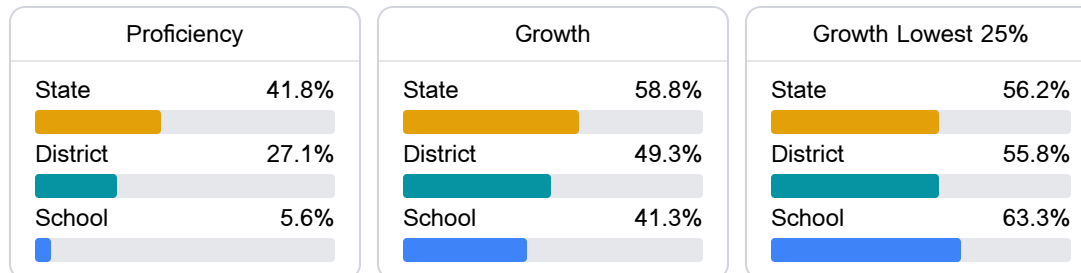 Proficiency
State 41.8%
District 27.1%
School 5.6%
Growth
State 58.8%
District 49.3%
School 41.3%
Growth Lowest 25%
State 56.2%
District 55.8%
School 63.3%